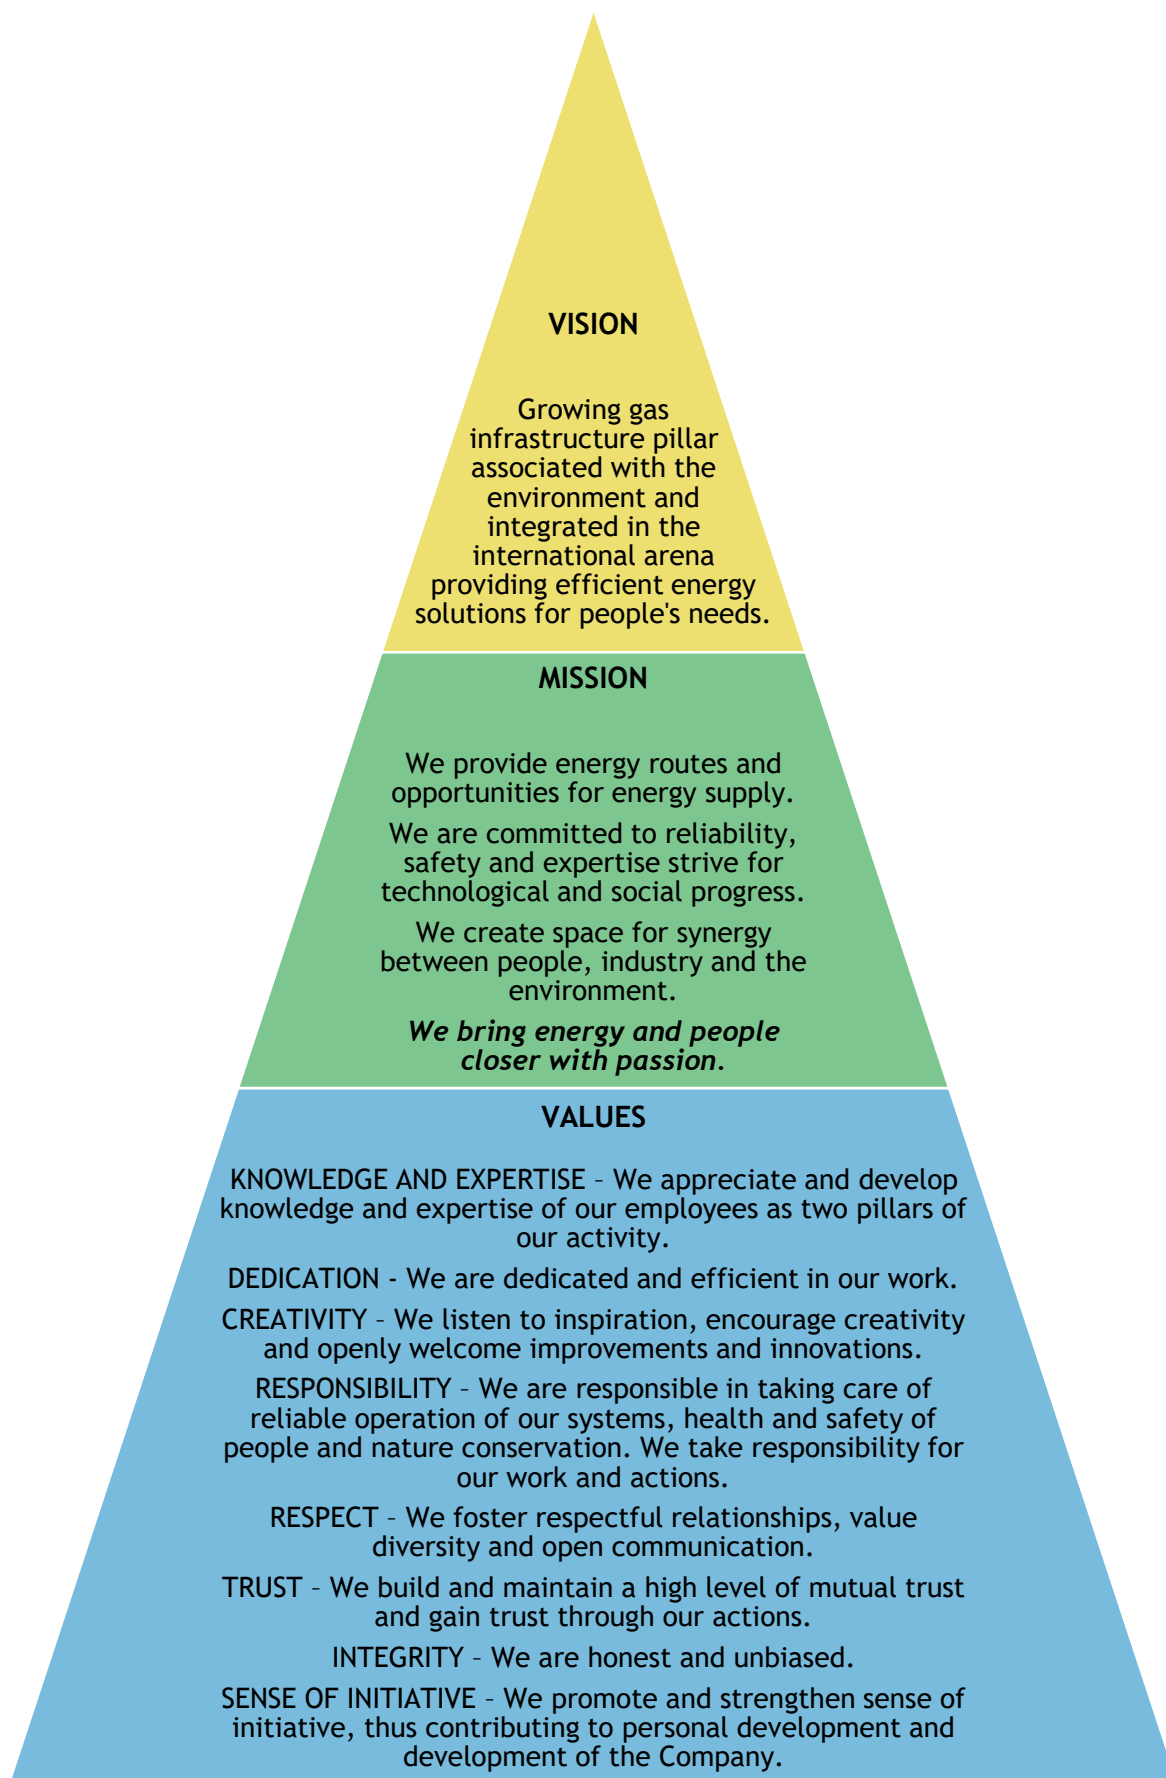 VISION
Growing gas
infrastructure pillar
associated with the
environment and
integrated in the
international arena
providing efficient energy
solutions for people's needs.
MISSION
We provide energy routes and
opportunities for energy supply.
We are committed to reliability,
safety and expertise strive for
technological and social progress.
We create space for synergy
between people, industry and the
environment.
We bring energy and people
closer with passion.
VALUES
KNOWLEDGE AND EXPERTISE – We appreciate and develop
knowledge and expertise of our employees as two pillars of
our activity.
DEDICATION - We are dedicated and efficient in our work.
CREATIVITY – We listen to inspiration, encourage creativity
and openly welcome improvements and innovations.
RESPONSIBILITY – We are responsible in taking care of
reliable operation of our systems, health and safety of
people and nature conservation. We take responsibility for
our work and actions.
RESPECT – We foster respectful relationships, value
diversity and open communication.
TRUST – We build and maintain a high level of mutual trust
and gain trust through our actions.
INTEGRITY – We are honest and unbiased.
SENSE OF INITIATIVE – We promote and strengthen sense of
initiative, thus contributing to personal development and
development of the Company.